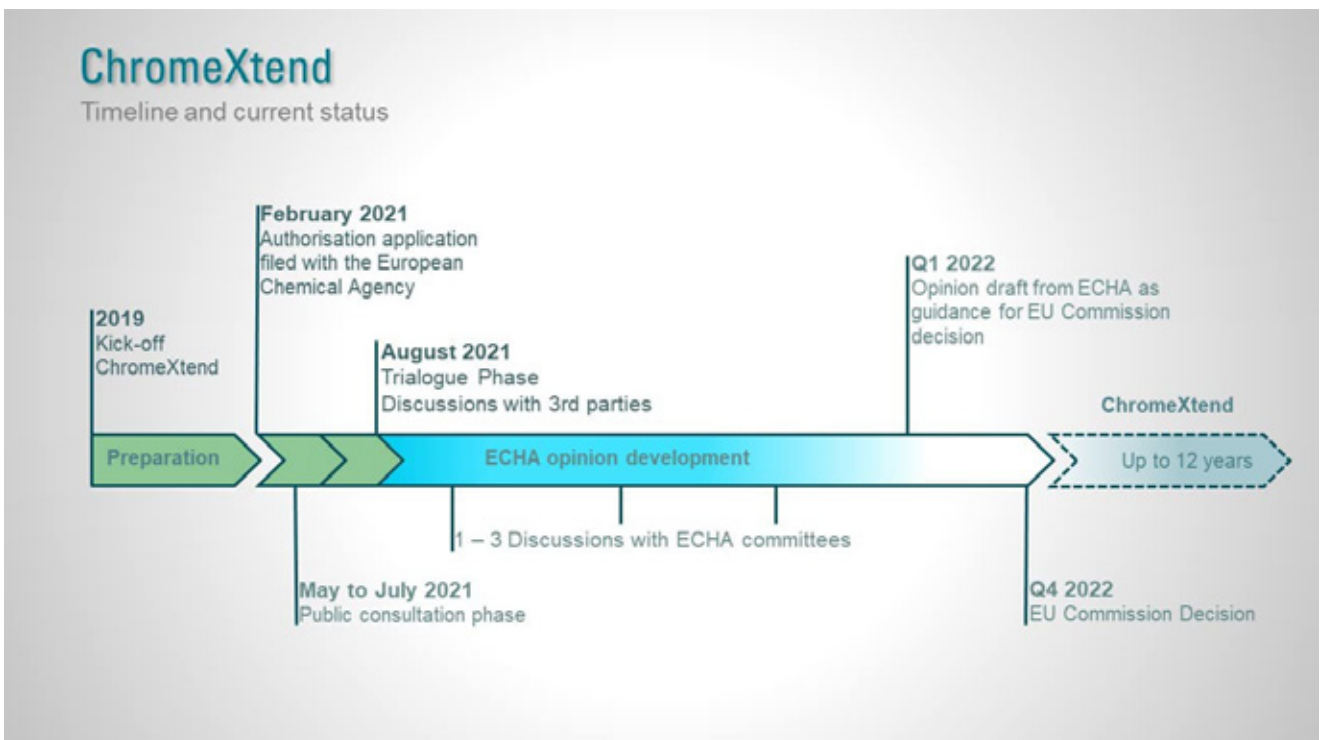 ChromeXtend
Timeline and current status
February 2021
Authorisation application
filed with the European
Chemical Agency
Q1 2022
Opinion draft from ECHA as
guidance for EU Commission
decision
2019
Kick-off
ChromeXtend
August 2021
Trialogue Phase
Discussions with 3rd parties
ChromeXtend
Preparation
ECHA opinion development
Up to 12 years
1 – 3 Discussions with ECHA committees
May to July 2021
Public consultation phase
Q4 2022
EU Commission Decision